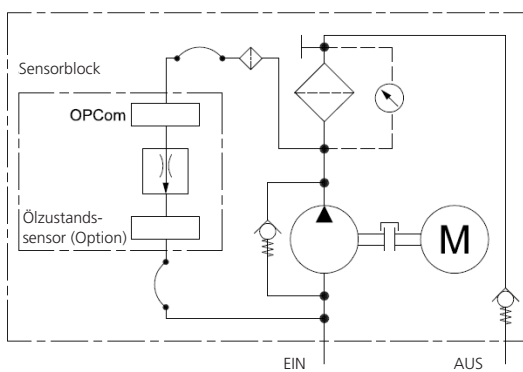 Sensorblock
OPCom
Ölzustands-
sensor (Option)
M
EIN
AUS